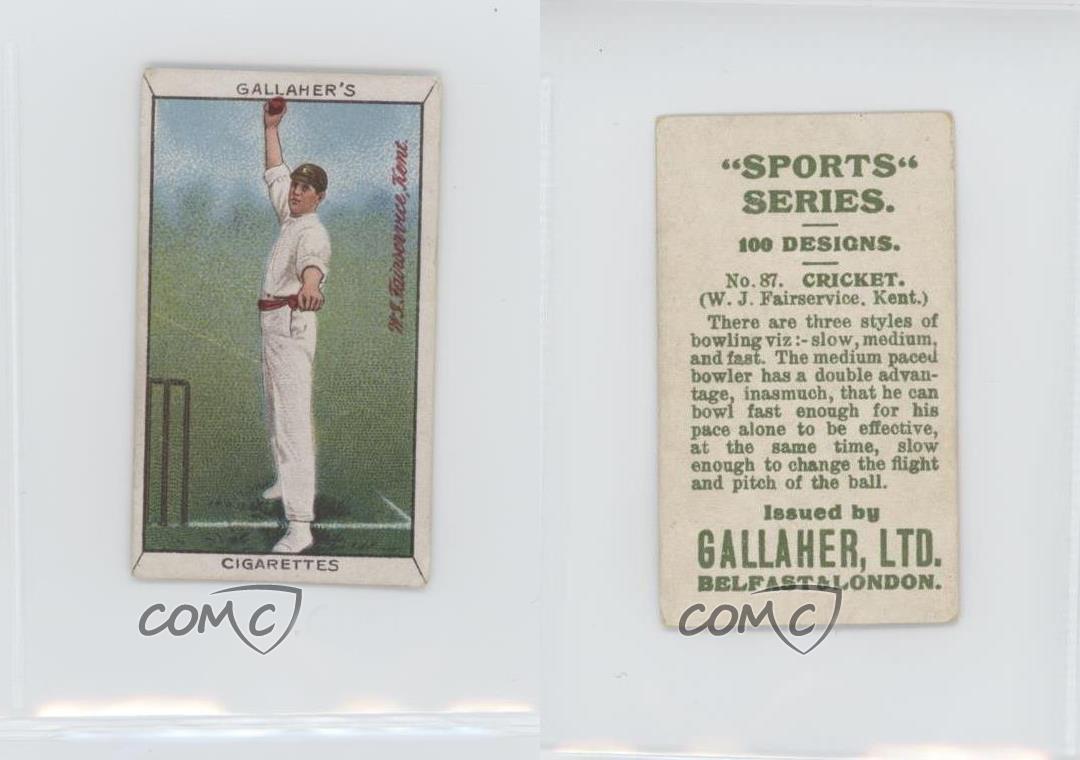 GALLAHER'S
W.J. Fairservice, Kent.
CIGARETTES
COMC
"SPORTS“
SERIES.
100 DESIGNS.
No. 87. CRICKET.
(W. J. Fairservice. Kent.)
There are three styles of
bowling viz:- slow, medium,
and fast. The medium paced
bowler has a double advan-
tage, inasmuch, that he can
bowl fast enough for his
pace alone to be effective,
at the same time, slow
enough to change the flight
and pitch of the ball.
Issued by
GALLAHER, LTD.
BELFAST & LONDON.
COMC